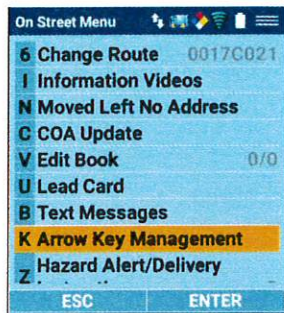 On Street Menu
6 Change Route 0017C021
I Information Videos
N Moved Left No Address
C COA Update
V Edit Book 0/0
U Lead Card
B Text Messages
K Arrow Key Management
Z Hazard Alert/Delivery
ESC ENTER